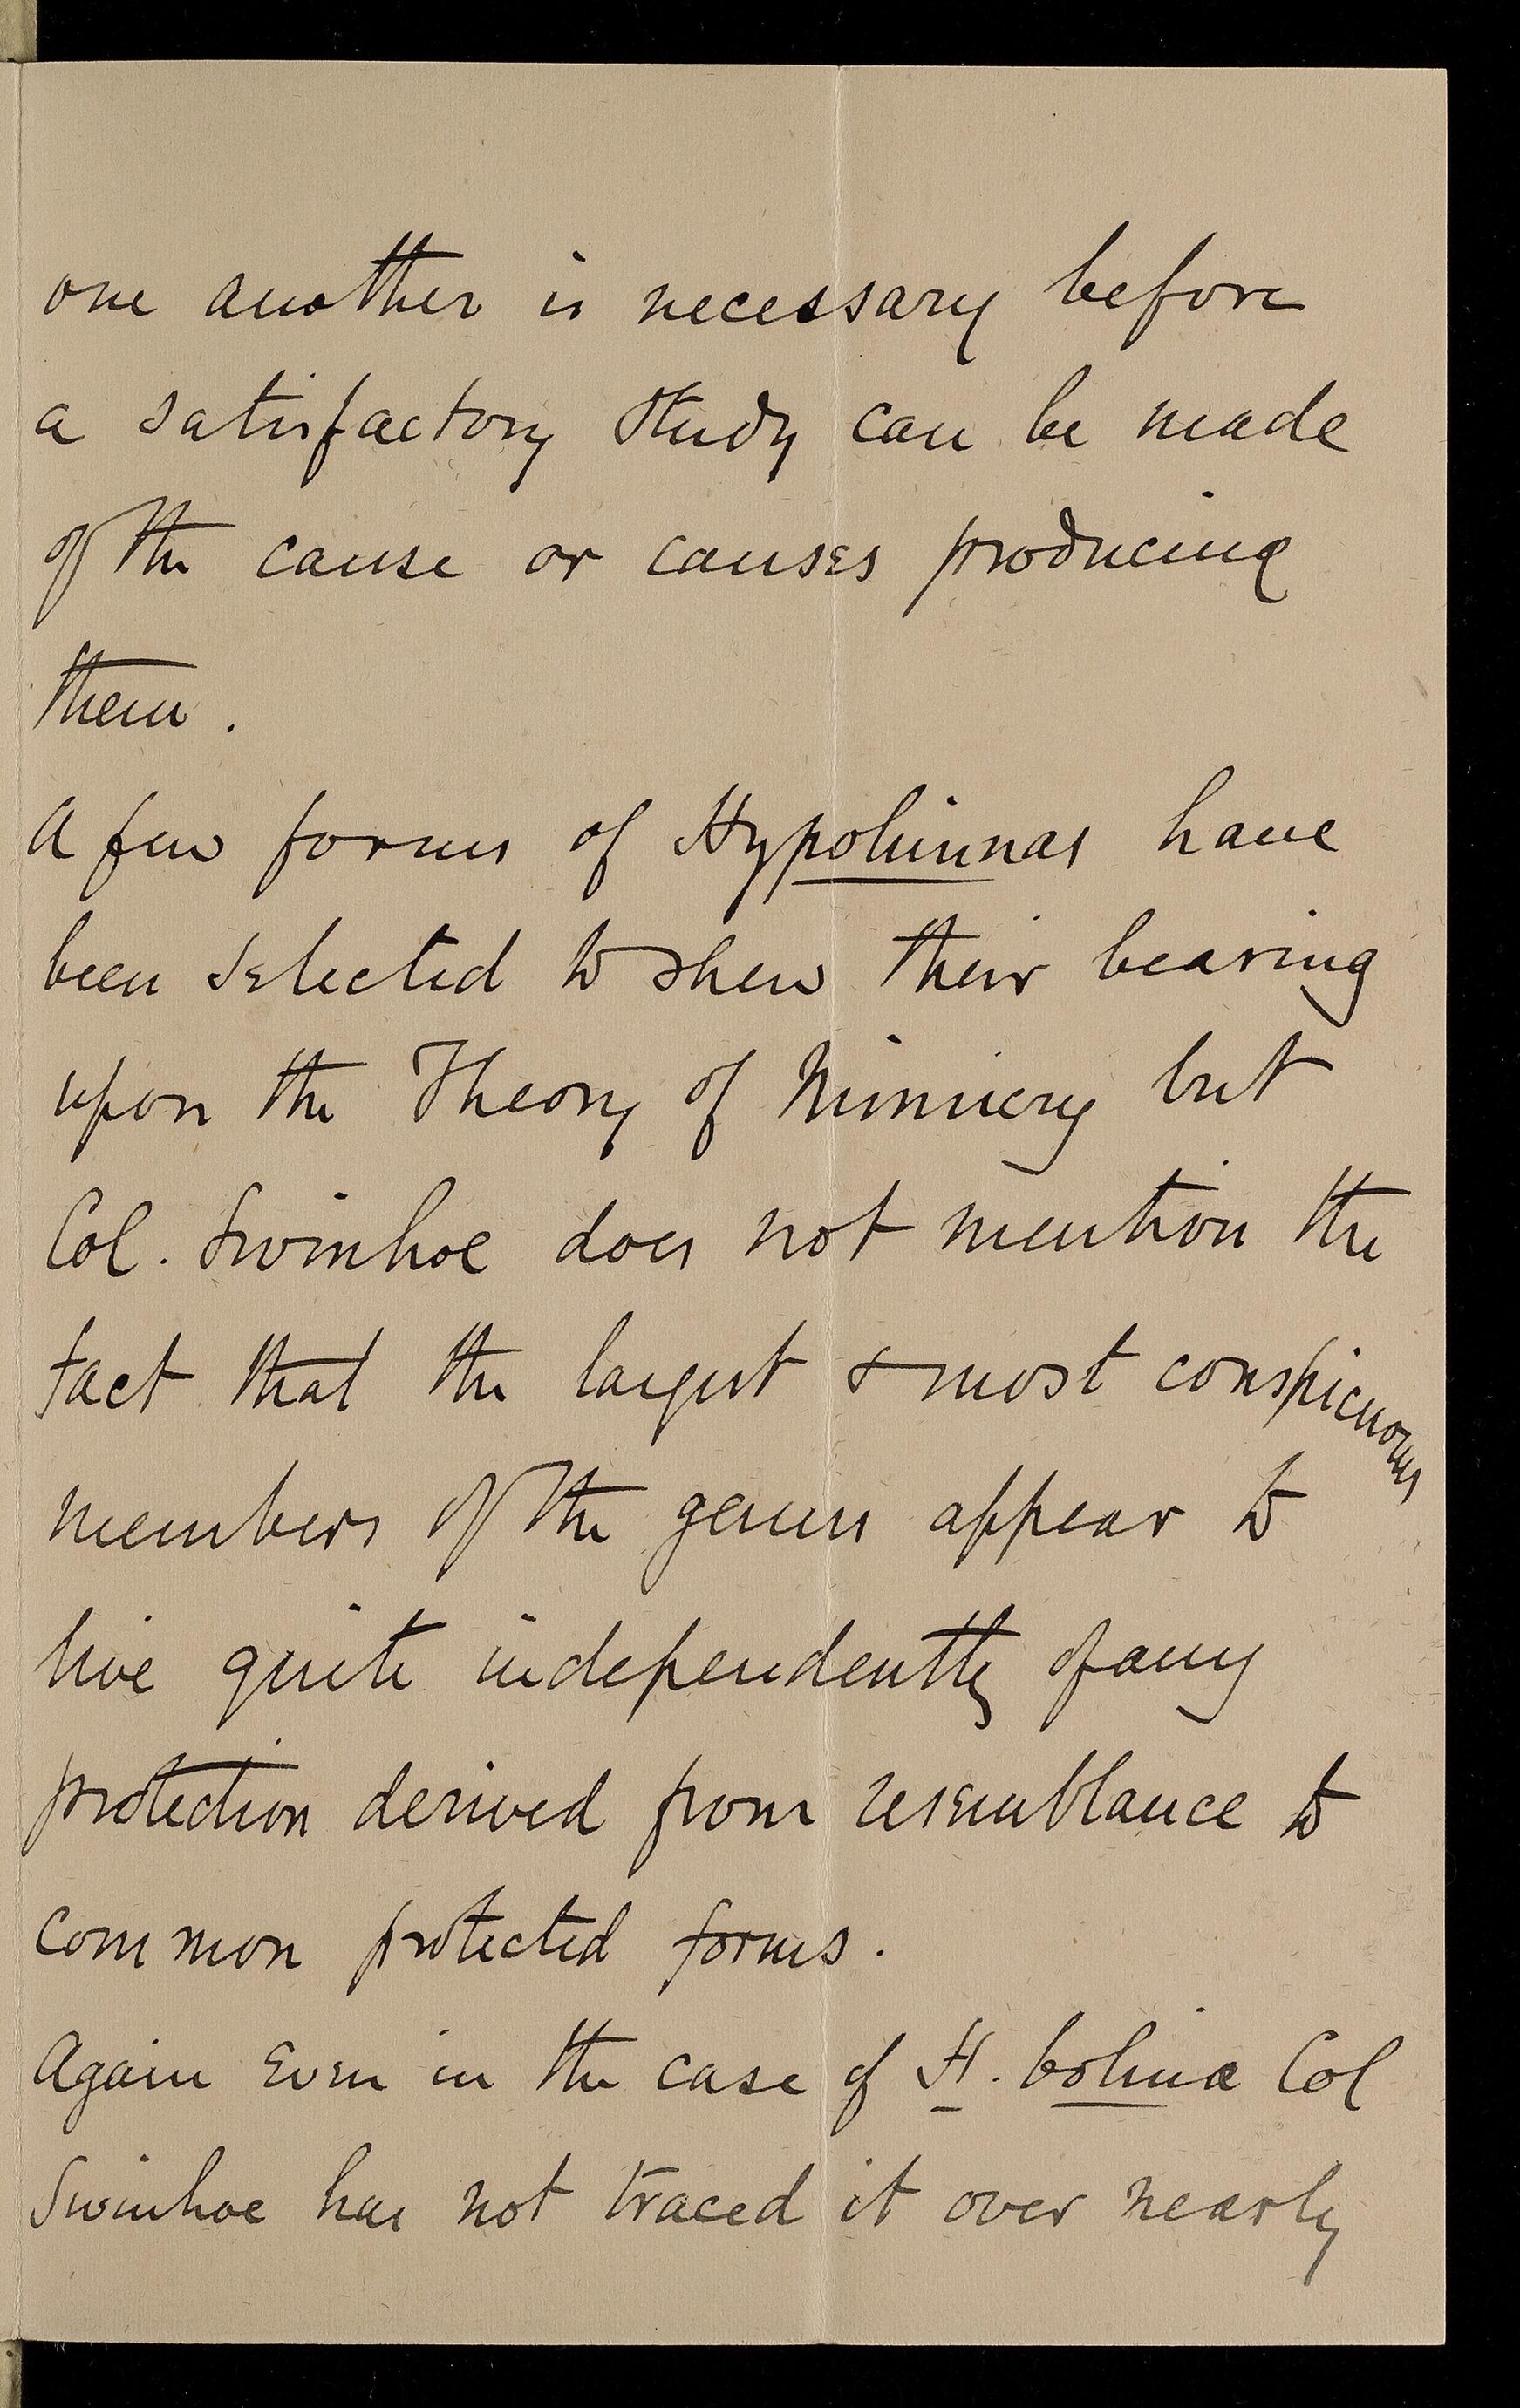 one another is necessary before
a satisfactory study can be made
of the cause or causes producing
them.
A few forms of Hypolimnas have
been selected to shew their bearing
upon the Theory of Mimicry but
Col. Swinhoe does not mention the
fact that the largest & most conspicuous
members of the genus appear to
live quite independently of any
protection derived from resemblance to
common protected forms.
Again even in the case of H. bolina Col
Swinhoe has not traced it over nearly